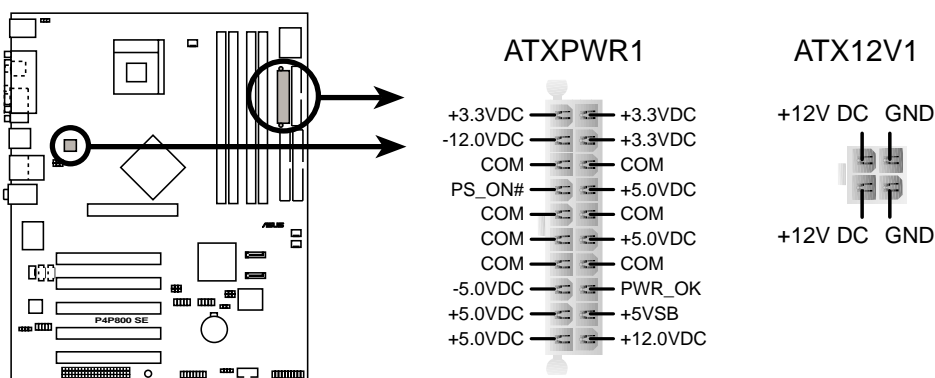 ATXPWR1
ATX12V1
+3.3VDC +3.3VDC
-12.0VDC +3.3VDC
COM COM
PS_ON# +5.0VDC
COM COM
COM +5.0VDC
COM COM
-5.0VDC PWR_OK
+5.0VDC +5VSB
+5.0VDC +12.0VDC
+12V DC GND
+12V DC GND
/SUS
P4P800 SE